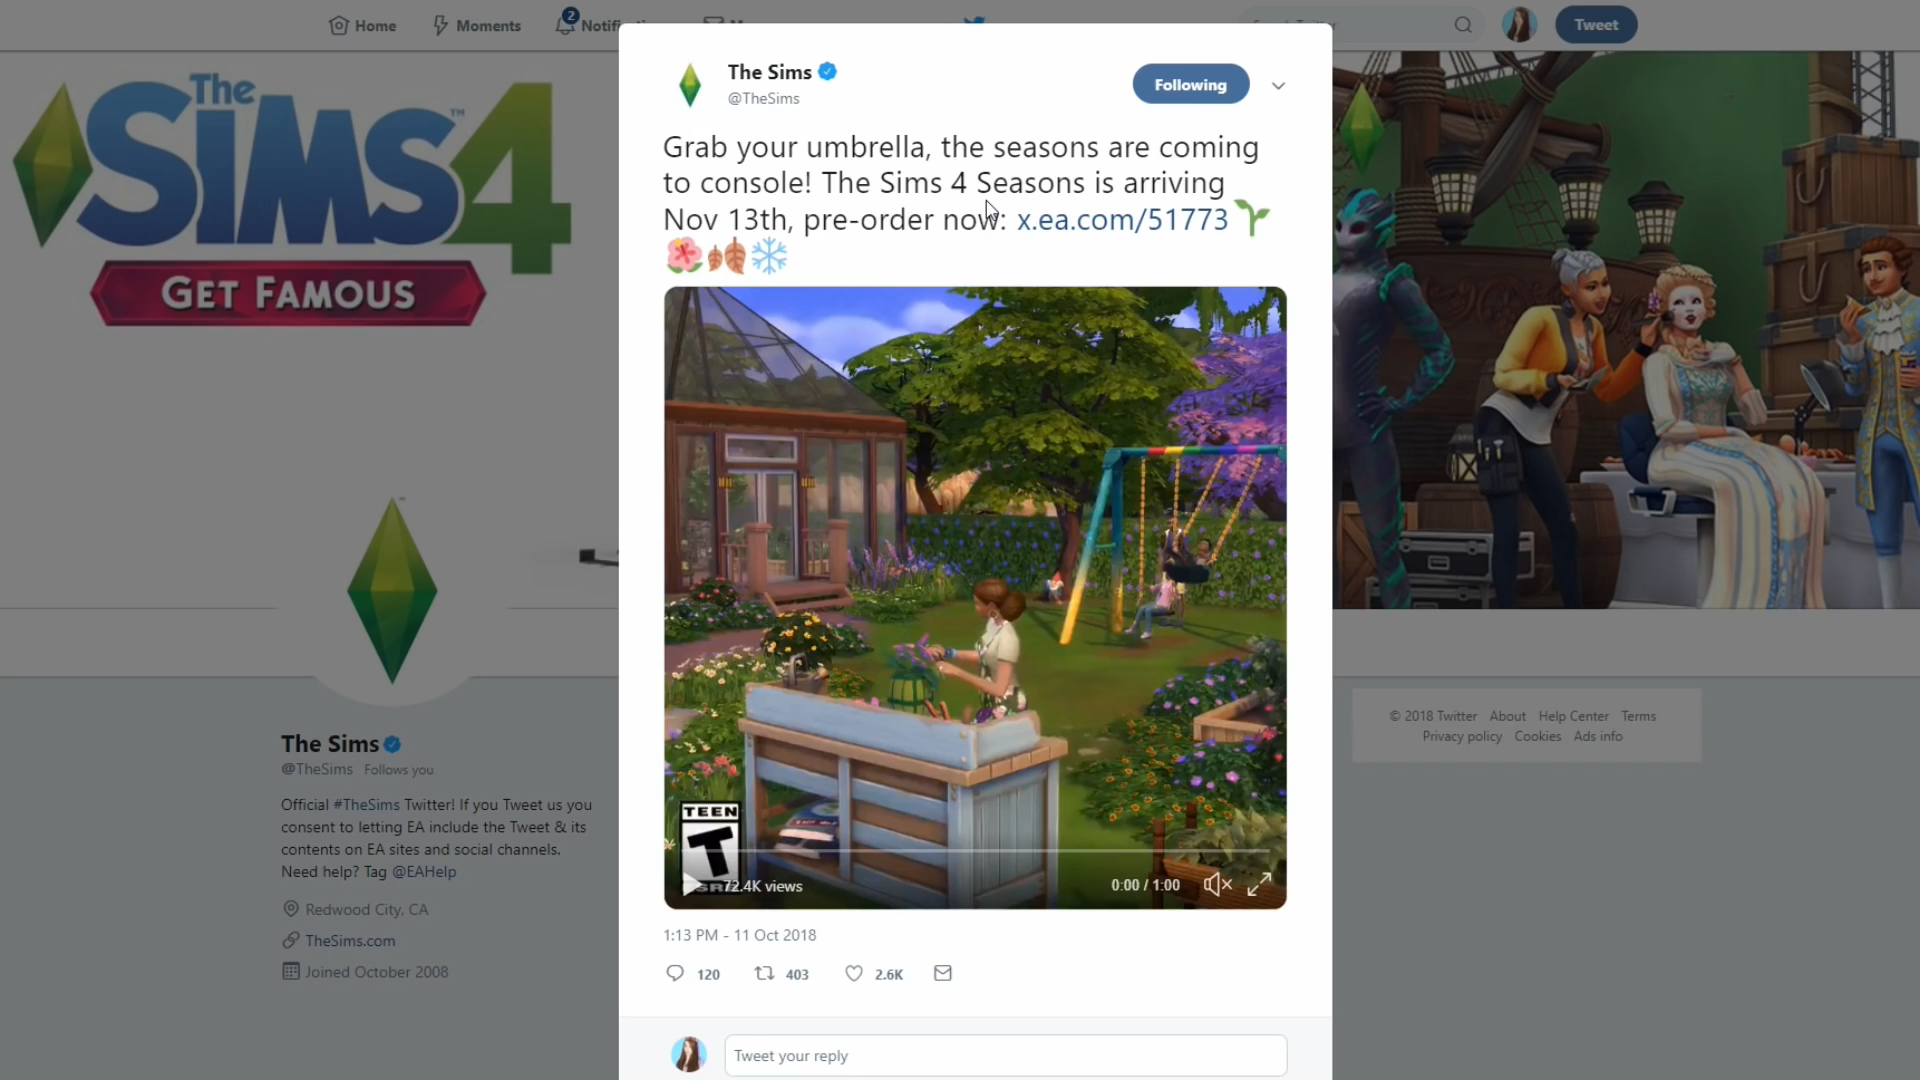 Home
Moments
2
The Sims
@TheSims
Following
Tweet
Grab your umbrella, the seasons are coming
to console! The Sims 4 Seasons is arriving
Nov 13th, pre-order now: x.ea.com/51773
The
SIMS 4
GET FAMOUS
TEEN
T
72.4K views
0:00 / 1:00
1:13 PM - 11 Oct 2018
120
403
2.6K
Tweet your reply
The Sims
@TheSims Follows you
Official #TheSims Twitter! If you Tweet us you
consent to letting EA include the Tweet & its
contents on EA sites and social channels.
Need help? Tag @EAHelp
Redwood City, CA
TheSims.com
Joined October 2008
© 2018 Twitter About Help Center Terms
Privacy policy Cookies Ads info